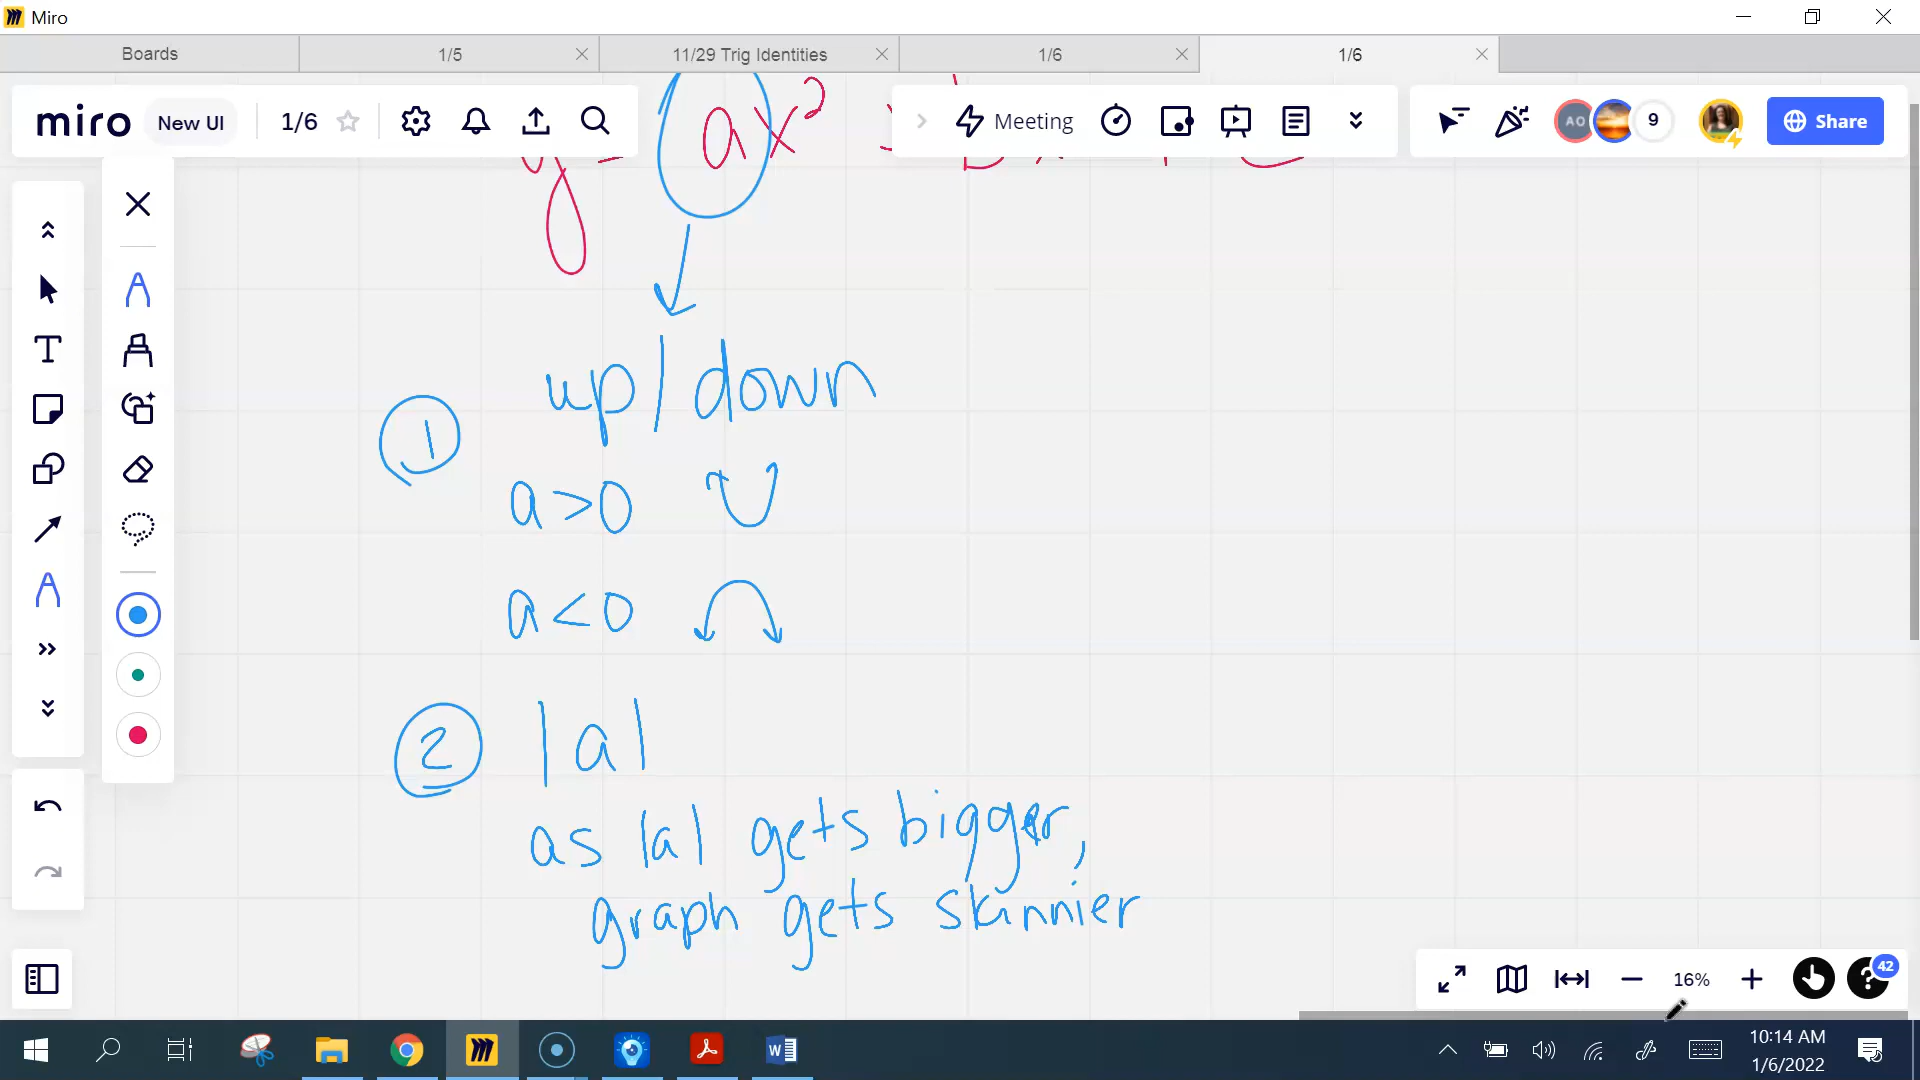 Miro
Boards
1/5
11/29 Trig Identities
1/6
1/6
miro
New UI
1/6
Meeting
AO
9
Share
y = ax²
up/down
1
a>0
a<0
2
|a|
as |a| gets bigger,
graph gets skinnier
16%
42
10:14 AM
1/6/2022